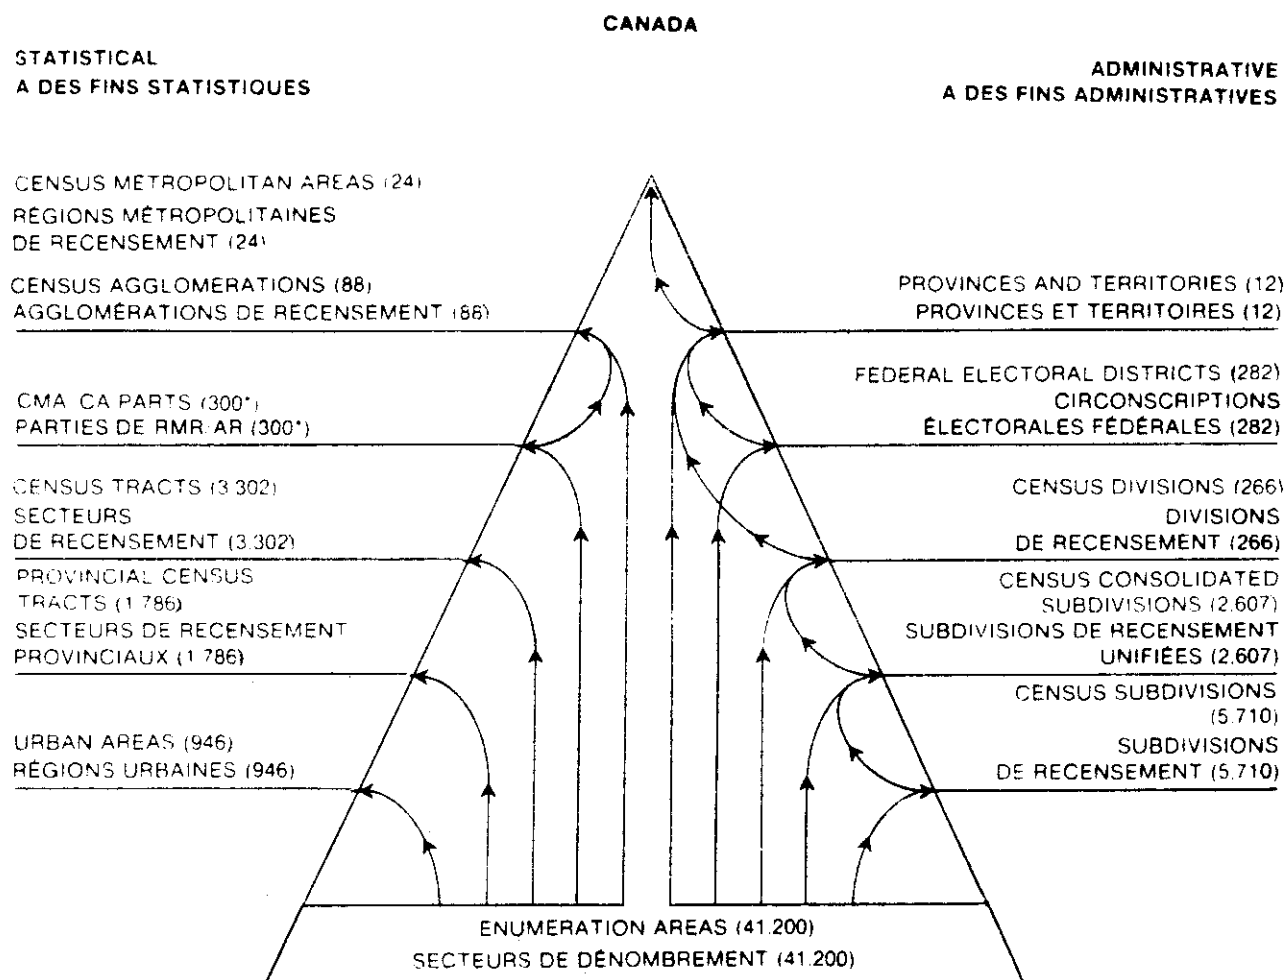 CANADA
STATISTICAL
A DES FINS STATISTIQUES
ADMINISTRATIVE
A DES FINS ADMINISTRATIVES
CENSUS METROPOLITAN AREAS (24)
RÉGIONS MÉTROPOLITAINES
DE RECENSEMENT (24)
CENSUS AGGLOMERATIONS (88)
AGGLOMÉRATIONS DE RECENSEMENT (88)
CMA CA PARTS (300*)
PARTIES DE RMR/AR (300*)
CENSUS TRACTS (3.302)
SECTEURS
DE RECENSEMENT (3.302)
PROVINCIAL CENSUS
TRACTS (1.786)
SECTEURS DE RECENSEMENT
PROVINCIAUX (1.786)
URBAN AREAS (946)
RÉGIONS URBAINES (946)
PROVINCES AND TERRITORIES (12)
PROVINCES ET TERRITOIRES (12)
FEDERAL ELECTORAL DISTRICTS (282)
CIRCONSCRIPTIONS
ÉLECTORALES FÉDÉRALES (282)
CENSUS DIVISIONS (266)
DIVISIONS
DE RECENSEMENT (266)
CENSUS CONSOLIDATED
SUBDIVISIONS (2.607)
SUBDIVISIONS DE RECENSEMENT
UNIFIÉES (2.607)
CENSUS SUBDIVISIONS
(5.710)
SUBDIVISIONS
DE RECENSEMENT (5.710)
ENUMERATION AREAS (41.200)
SECTEURS DE DÉNOMBREMENT (41.200)